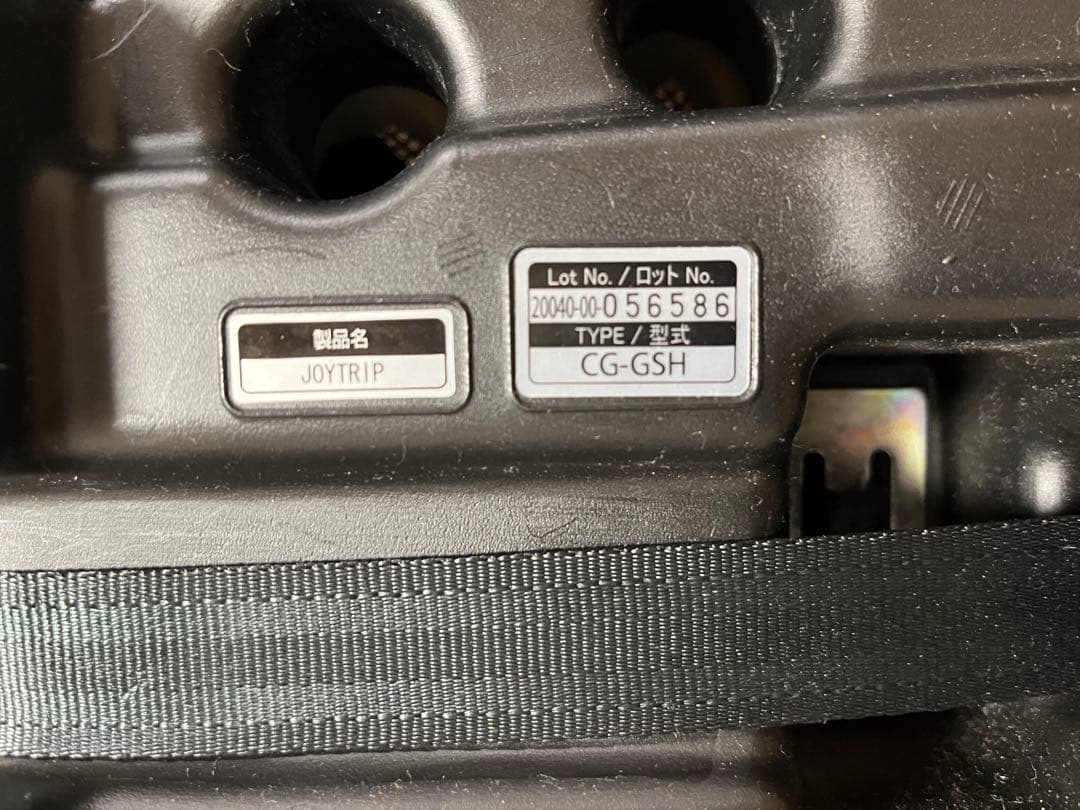 製品名
JOYTRIP
Lot No. / ロット No.
20040-00-056586
TYPE / 型式
CG-GSH